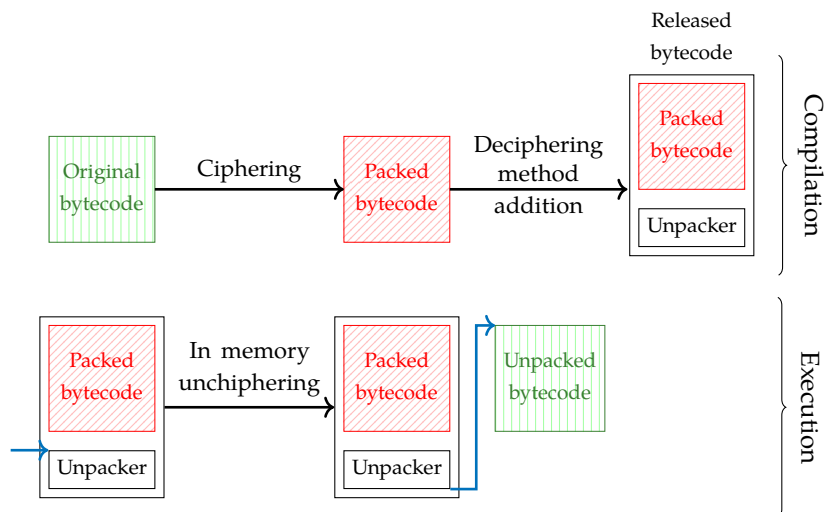 Released
bytecode
Original
bytecode
Ciphering
Packed
bytecode
Deciphering
method
addition
Packed
bytecode
Unpacker
Compilation
Packed
bytecode
Unpacker
In memory
unchiphering
Packed
bytecode
Unpacker
Unpacked
bytecode
Execution